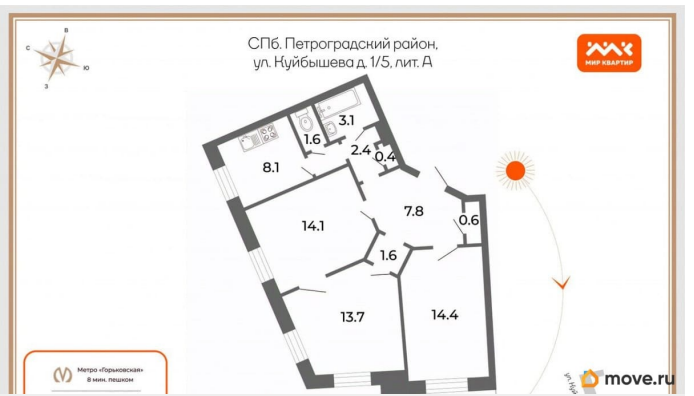 В
С
Ю
З
СПб. Петроградский район,
ул. Куйбышева д. 1/5, лит. А
МИР КВАРТИР
3.1
1.6
8.1
2.4
0.4
14.1
7.8
0.6
1.6
13.7
14.4
Метро «Горьковская»
8 мин. пешком
move.ru